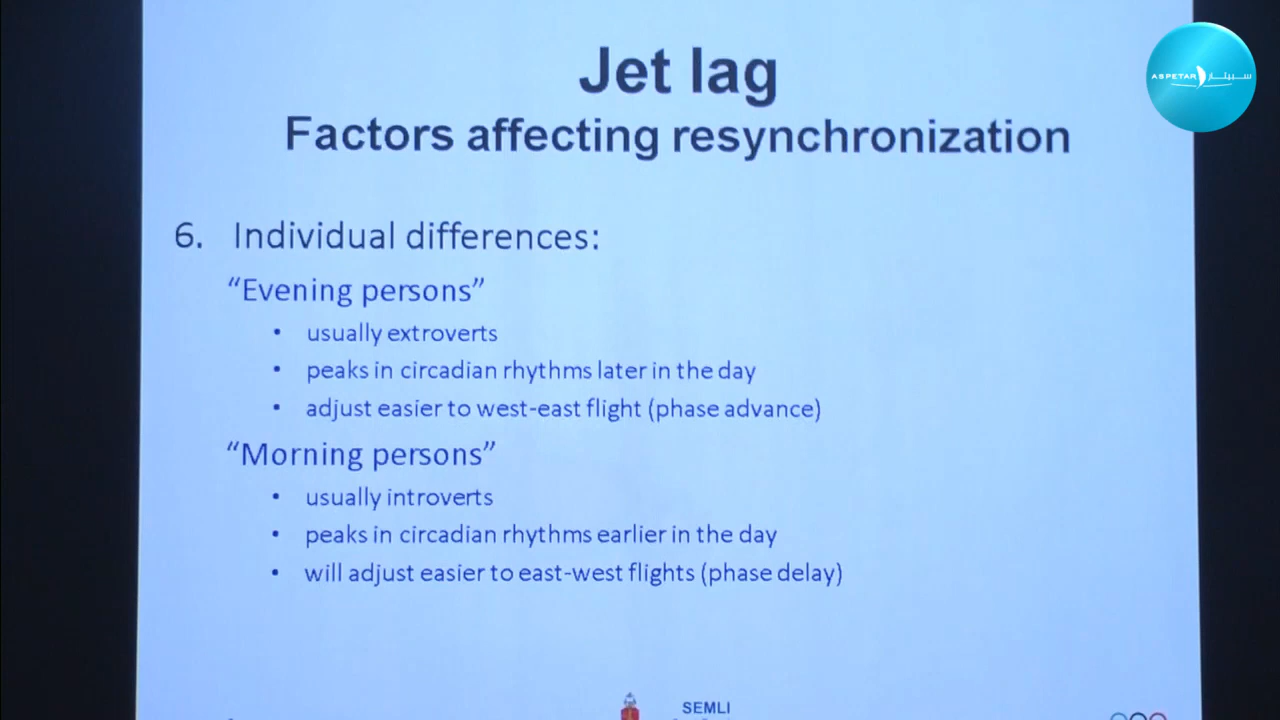 Jet lag
ASPETAR سبيتار
Factors affecting resynchronization
6. Individual differences:
“Evening persons”
• usually extroverts
• peaks in circadian rhythms later in the day
• adjust easier to west-east flight (phase advance)
“Morning persons”
• usually introverts
• peaks in circadian rhythms earlier in the day
• will adjust easier to east-west flights (phase delay)
SEMLI